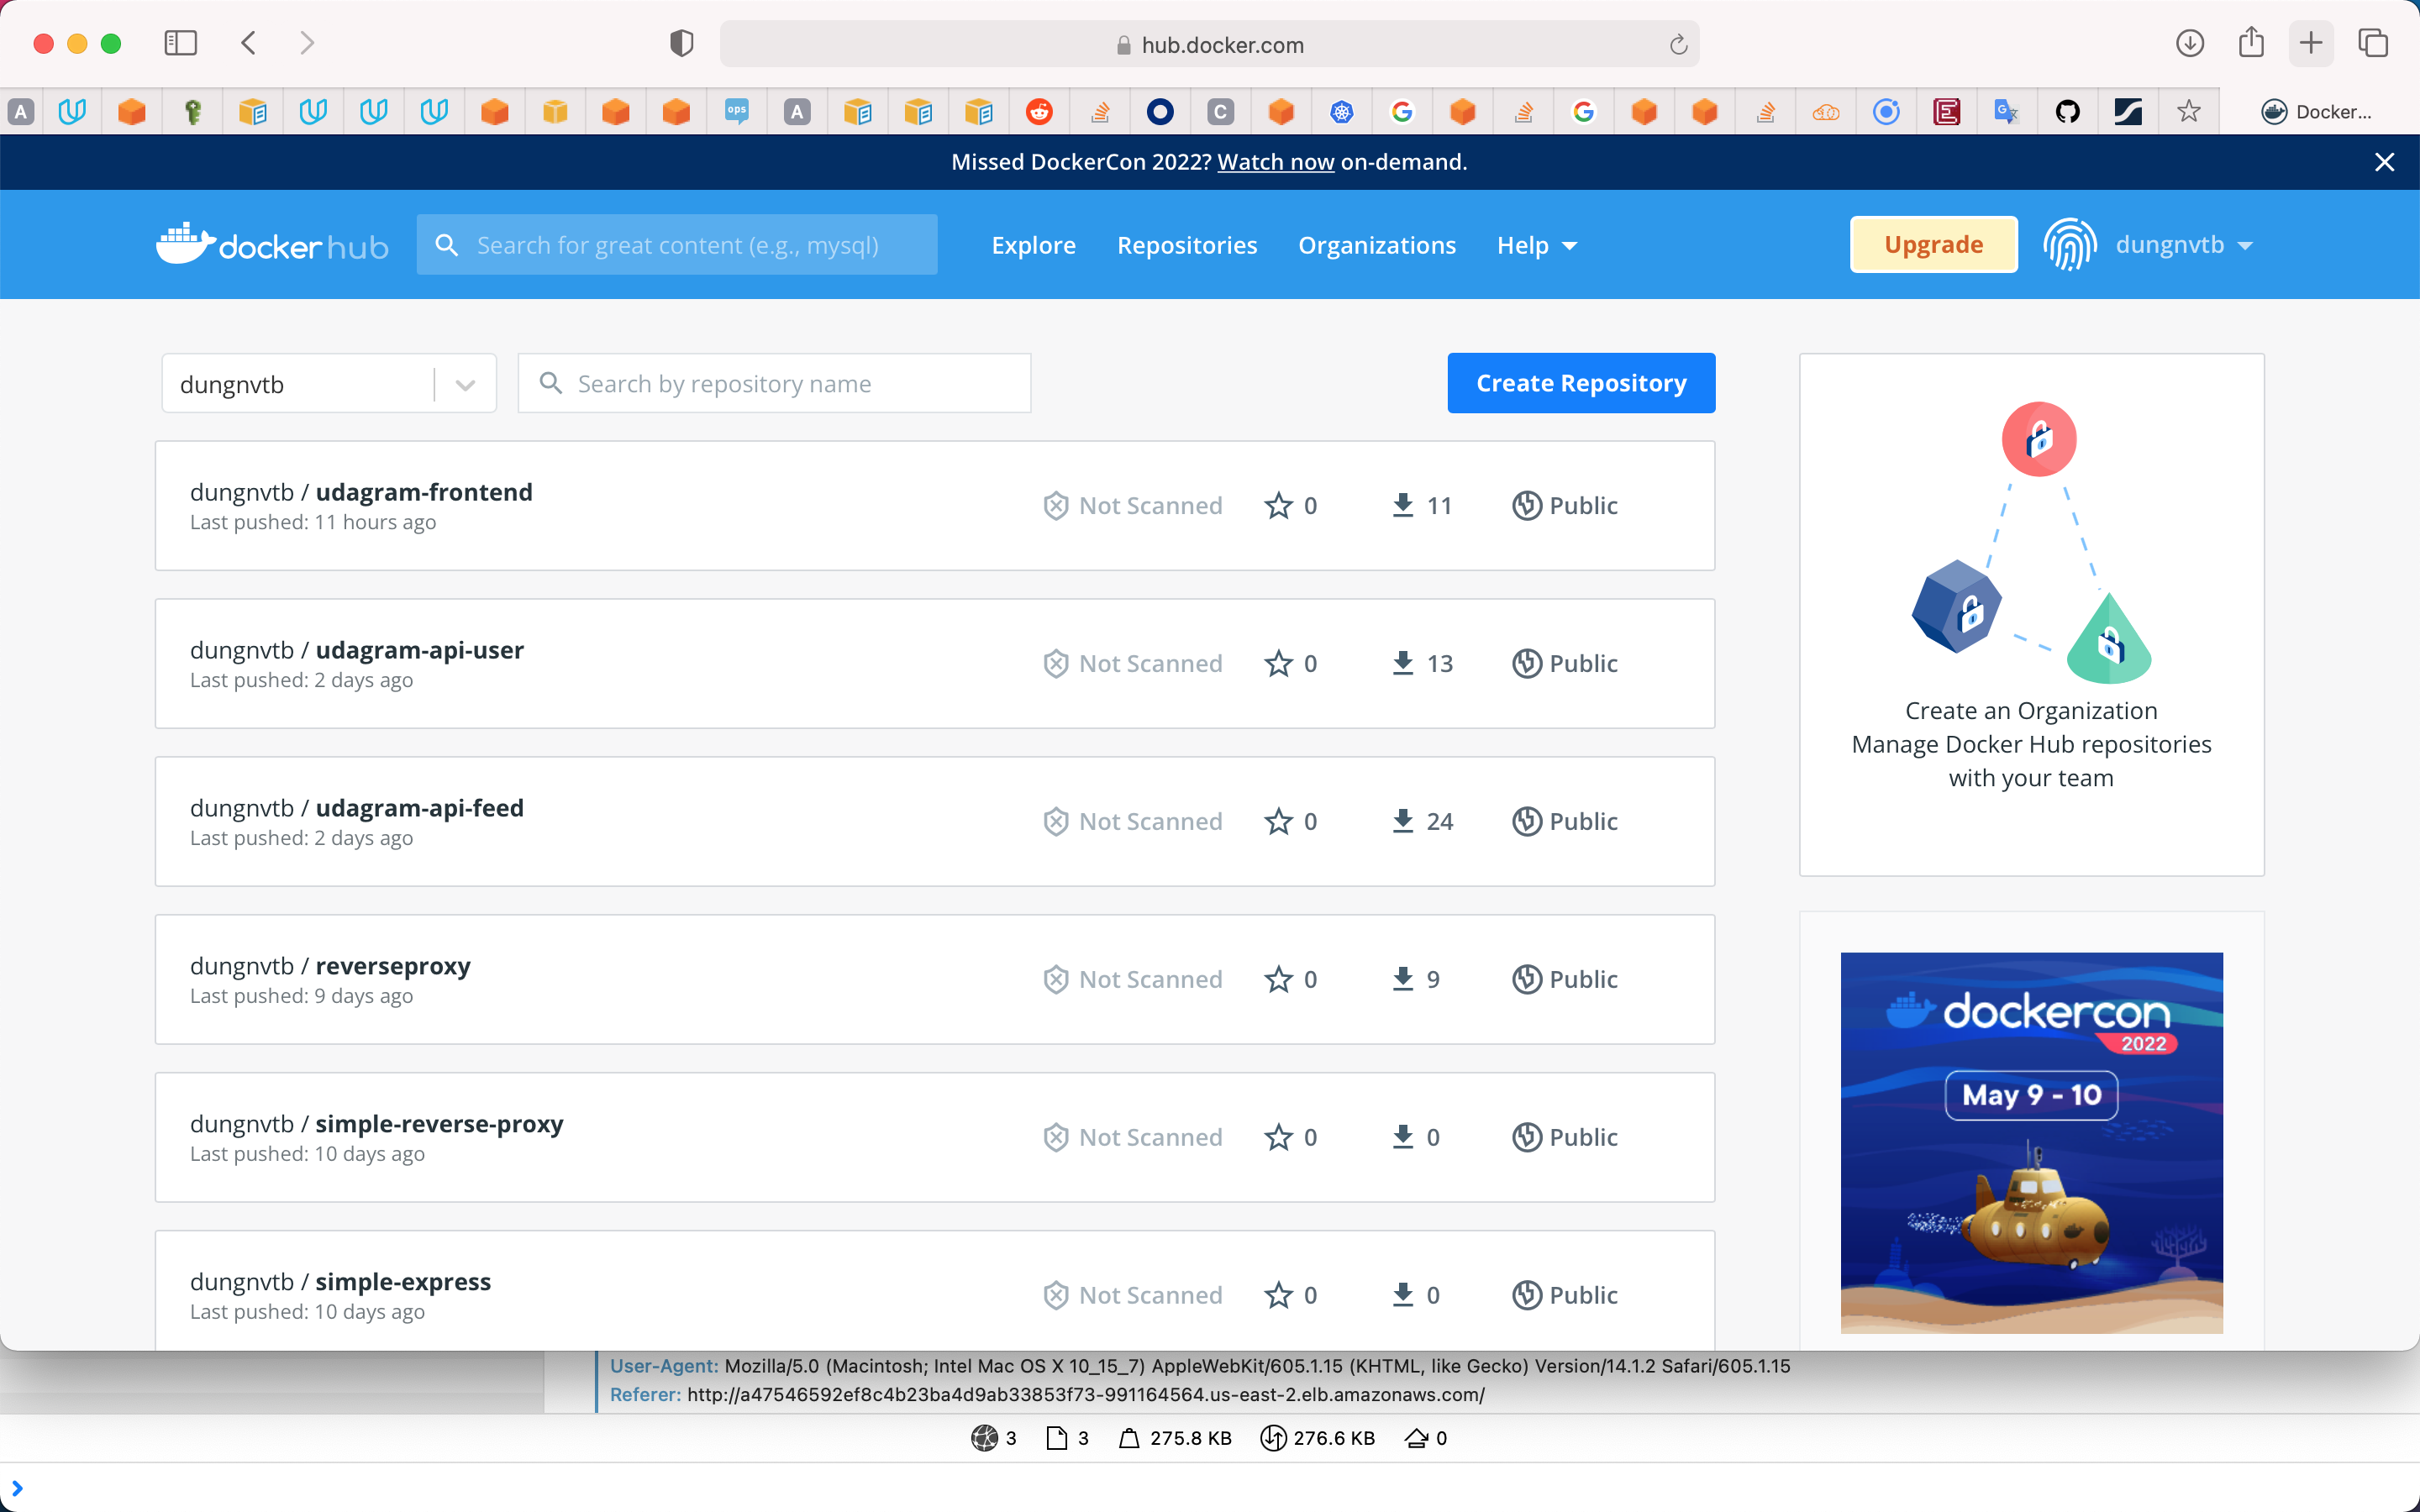 hub.docker.com
A
ops
A
C
G
G
E
G
Docker...
Missed DockerCon 2022? Watch now on-demand.
docker hub
Search for great content (e.g., mysql)
Explore
Repositories
Organizations
Help
Upgrade
dungnvtb
dungnvtb
Search by repository name
Create Repository
dungnvtb / udagram-frontend
Last pushed: 11 hours ago
Not Scanned
0
11
Public
dungnvtb / udagram-api-user
Last pushed: 2 days ago
Not Scanned
0
13
Public
dungnvtb / udagram-api-feed
Last pushed: 2 days ago
Not Scanned
0
24
Public
dungnvtb / reverseproxy
Last pushed: 9 days ago
Not Scanned
0
9
Public
dungnvtb / simple-reverse-proxy
Last pushed: 10 days ago
Not Scanned
0
0
Public
dungnvtb / simple-express
Last pushed: 10 days ago
Not Scanned
0
0
Public
Create an Organization
Manage Docker Hub repositories
with your team
dockercon
2022
May 9 - 10
User-Agent: Mozilla/5.0 (Macintosh; Intel Mac OS X 10_15_7) AppleWebKit/605.1.15 (KHTML, like Gecko) Version/14.1.2 Safari/605.1.15
Referer: http://a47546592ef8c4b23ba4d9ab33853f73-991164564.us-east-2.elb.amazonaws.com/
3
3
275.8 KB
276.6 KB
0